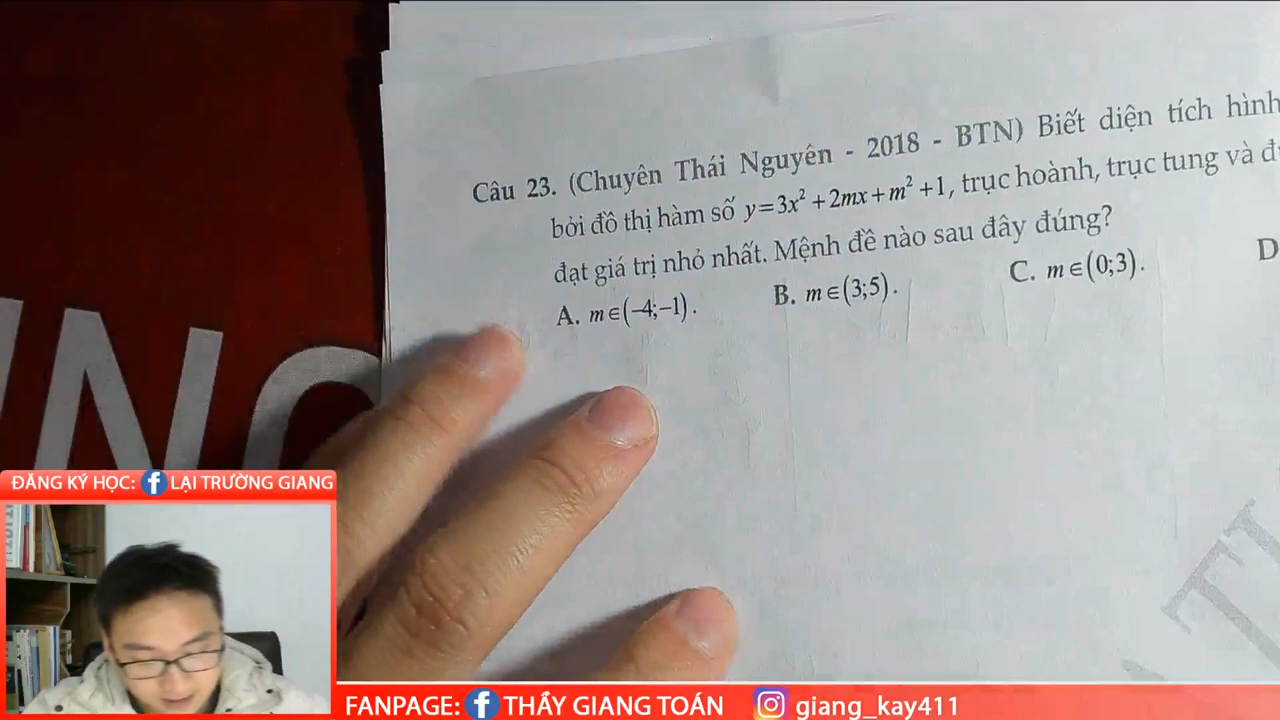 Câu 23. (Chuyên Thái Nguyên - 2018 - BTN) Biết diện tích hình
bởi đồ thị hàm số y=3x²+2mx+m²+1, trục hoành, trục tung và
đạt giá trị nhỏ nhất. Mệnh đề nào sau đây đúng?
A. m∈(−4;−1). B. m∈(3;5). C. m∈(0;3). D
ĐĂNG KÝ HỌC: LẠI TRƯỜNG GIANG
FANPAGE: THẦY GIANG TOÁN giang_kay411